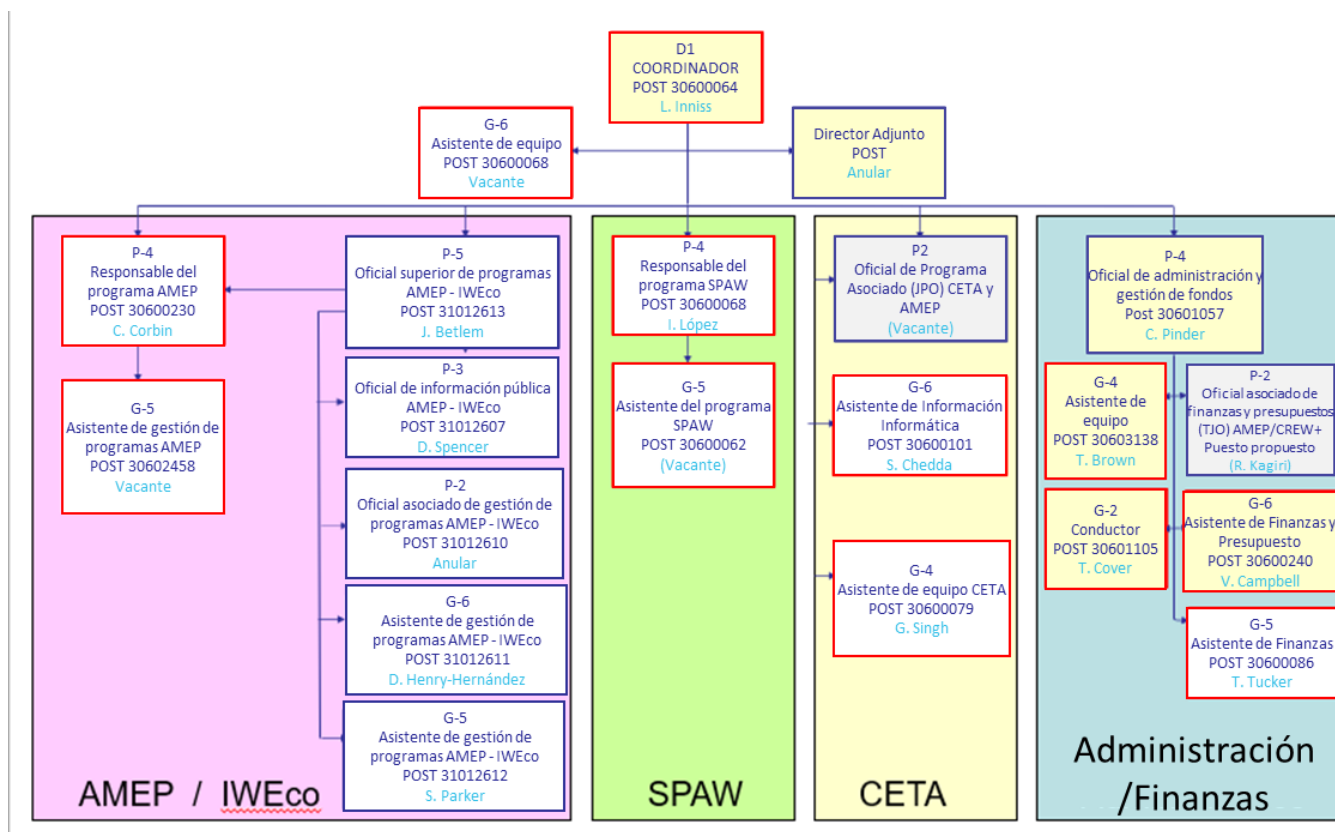 D1
COORDINADOR
POST 30600064
L. Inniss
G-6
Asistente de equipo
POST 30600068
Vacante
Director Adjunto
POST
Anular
P-4
Responsable del
programa AMEP
POST 30600230
C. Corbin
G-5
Asistente de gestión de
programas AMEP
POST 30602458
Vacante
P-5
Oficial superior de programas
AMEP - IWEco
POST 31012613
J. Betlem
P-3
Oficial de información pública
AMEP - IWEco
POST 31012607
D. Spencer
P-2
Oficial asociado de gestión de
programas AMEP - IWEco
POST 31012610
Anular
G-6
Asistente de gestión de
programas AMEP - IWEco
POST 31012611
D. Henry-Hernández
G-5
Asistente de gestión de
programas AMEP - IWEco
POST 31012612
S. Parker
AMEP / IWEco
P-4
Responsable del
programa SPAW
POST 30600068
I. López
G-5
Asistente del programa
SPAW
POST 30600062
(Vacante)
SPAW
P2
Oficial de Programa
Asociado (JPO) CETA y
AMEP
(Vacante)
G-6
Asistente de Información
Informática
POST 30600101
S. Chedda
G-4
Asistente de equipo CETA
POST 30600079
G. Singh
CETA
P-4
Oficial de administración y
gestión de fondos
Post 30601057
C. Pinder
G-4
Asistente de
equipo
POST 30603138
T. Brown
P-2
Oficial asociado de
finanzas y presupuestos
(TJO) AMEP/CREW+
Puesto propuesto
(R. Kagiri)
G-2
Conductor
POST 30601105
T. Cover
G-6
Asistente de Finanzas y
Presupuesto
POST 30600240
V. Campbell
G-5
Asistente de Finanzas
POST 30600086
T. Tucker
Administración
/Finanzas